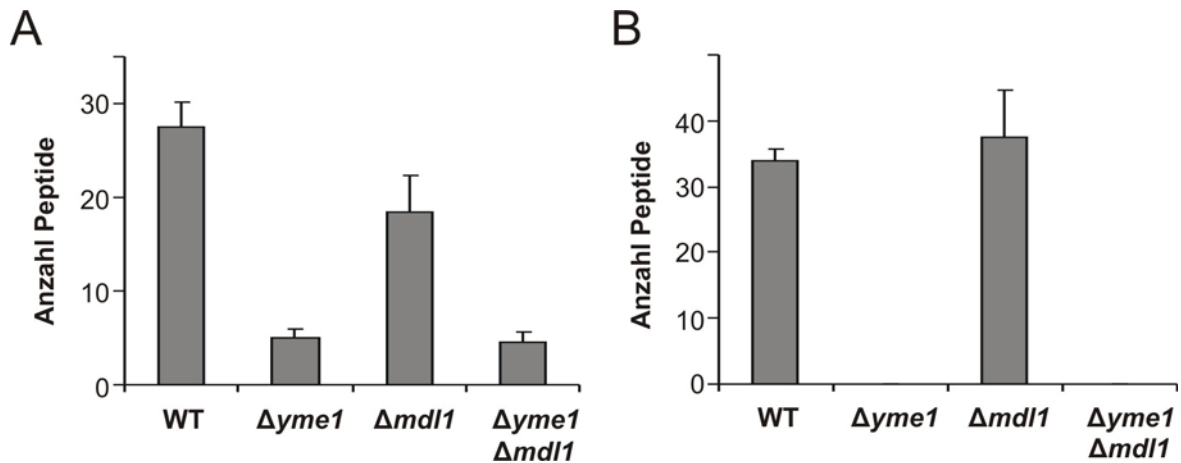 A
Anzahl Peptide
30
20
10
0
WT
Δyme1
Δmdl1
Δyme1
Δmdl1
B
Anzahl Peptide
40
30
20
10
0
WT
Δyme1
Δmdl1
Δyme1
Δmdl1